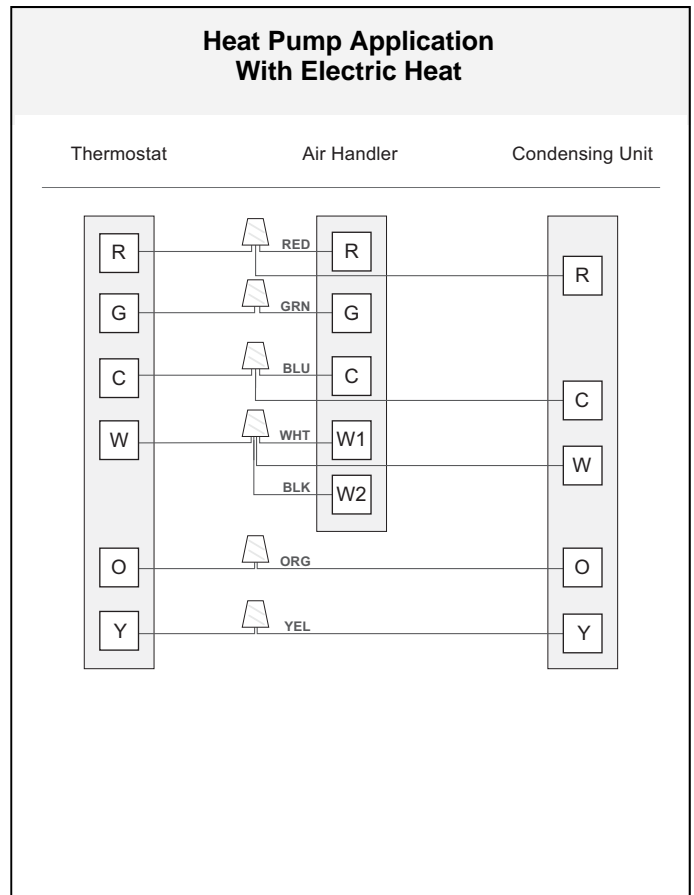 Heat Pump Application
With Electric Heat
Thermostat Air Handler Condensing Unit
R RED R
R
G GRN G
C BLU C
C
W WHT W1
W
BLK W2
O ORG O
Y YEL Y